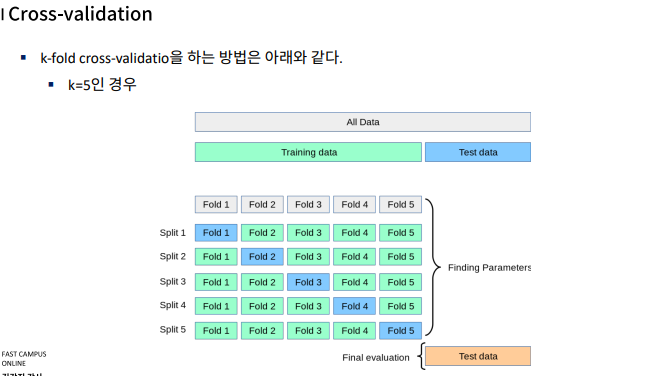 Cross-validation
k-fold cross-validatio을 하는 방법은 아래와 같다.
k=5인 경우
All Data
Training data Test data
Fold 1 Fold 2 Fold 3 Fold 4 Fold 5
Split 1 Fold 1 Fold 2 Fold 3 Fold 4 Fold 5
Split 2 Fold 1 Fold 2 Fold 3 Fold 4 Fold 5
Finding Parameters
Split 3 Fold 1 Fold 2 Fold 3 Fold 4 Fold 5
Split 4 Fold 1 Fold 2 Fold 3 Fold 4 Fold 5
Split 5 Fold 1 Fold 2 Fold 3 Fold 4 Fold 5
Final evaluation Test data
FAST CAMPUS
ONLINE